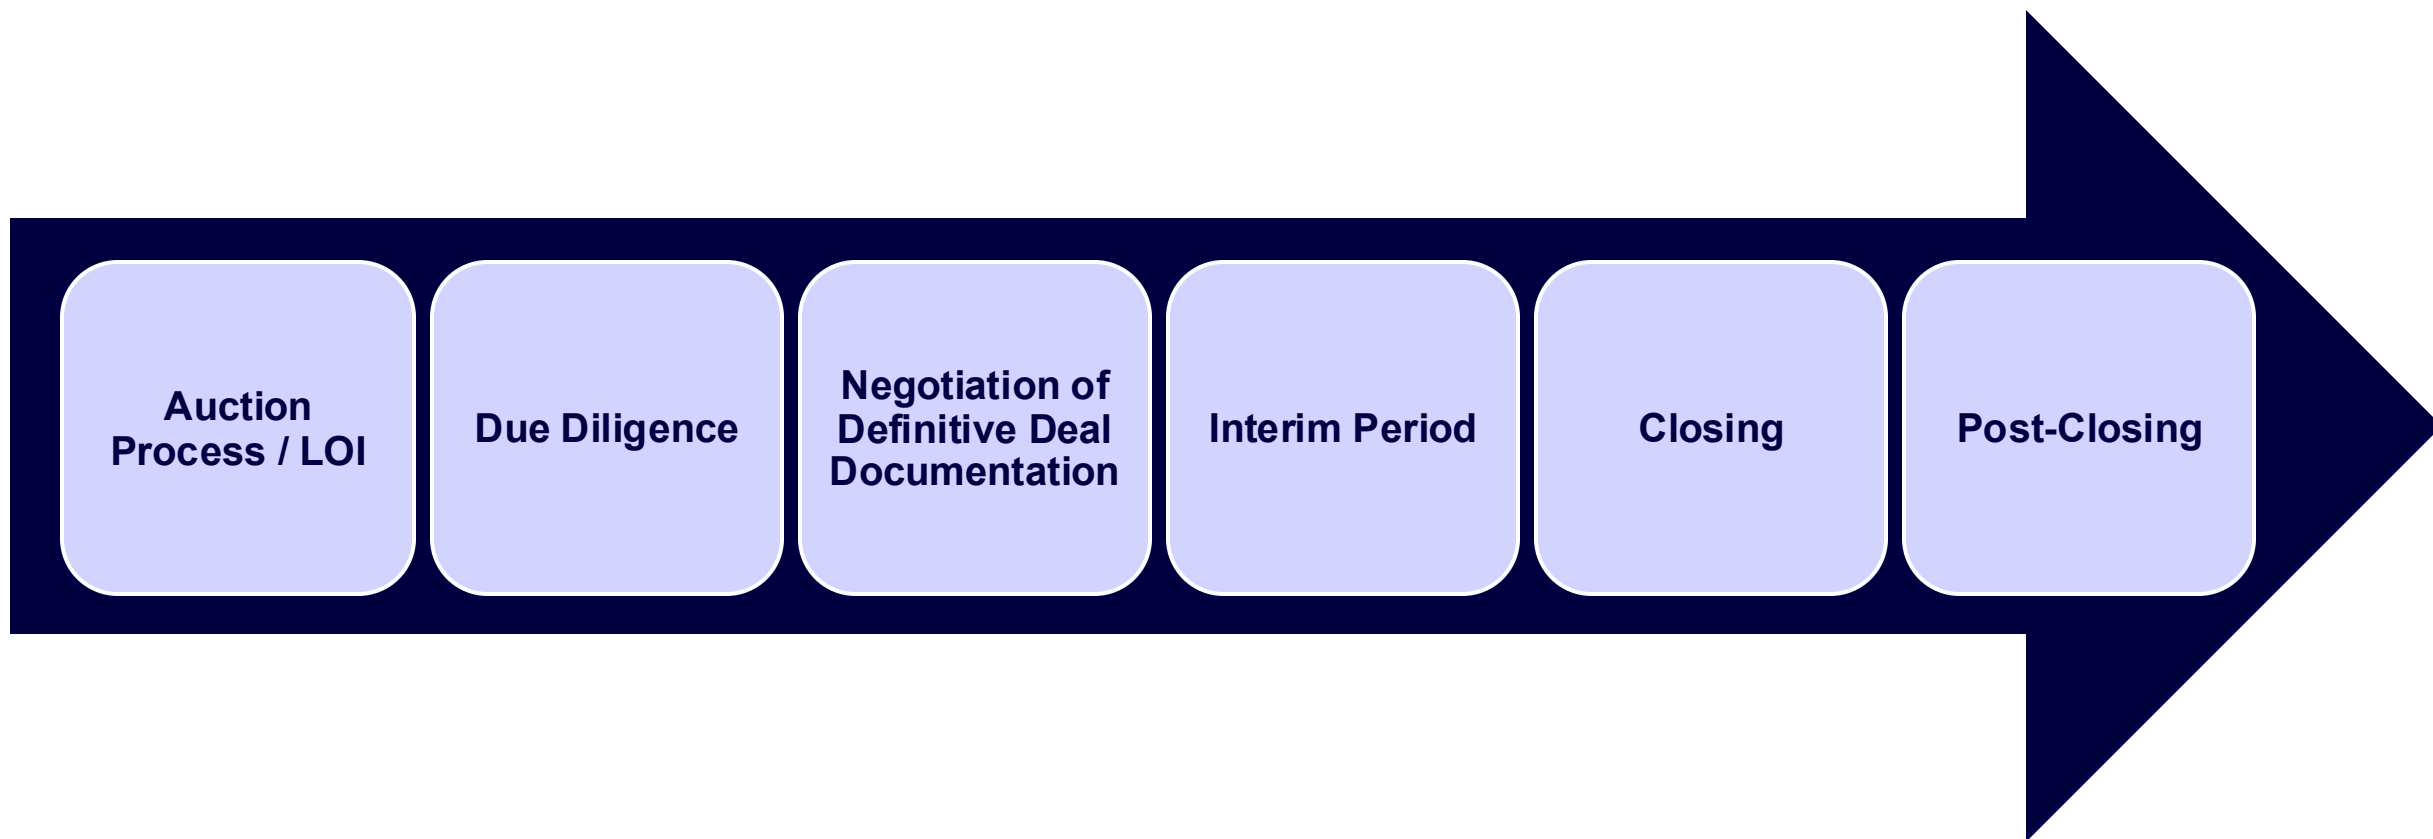 Auction
Process / LOI
Due Diligence
Negotiation of
Definitive Deal
Documentation
Interim Period
Closing
Post-Closing